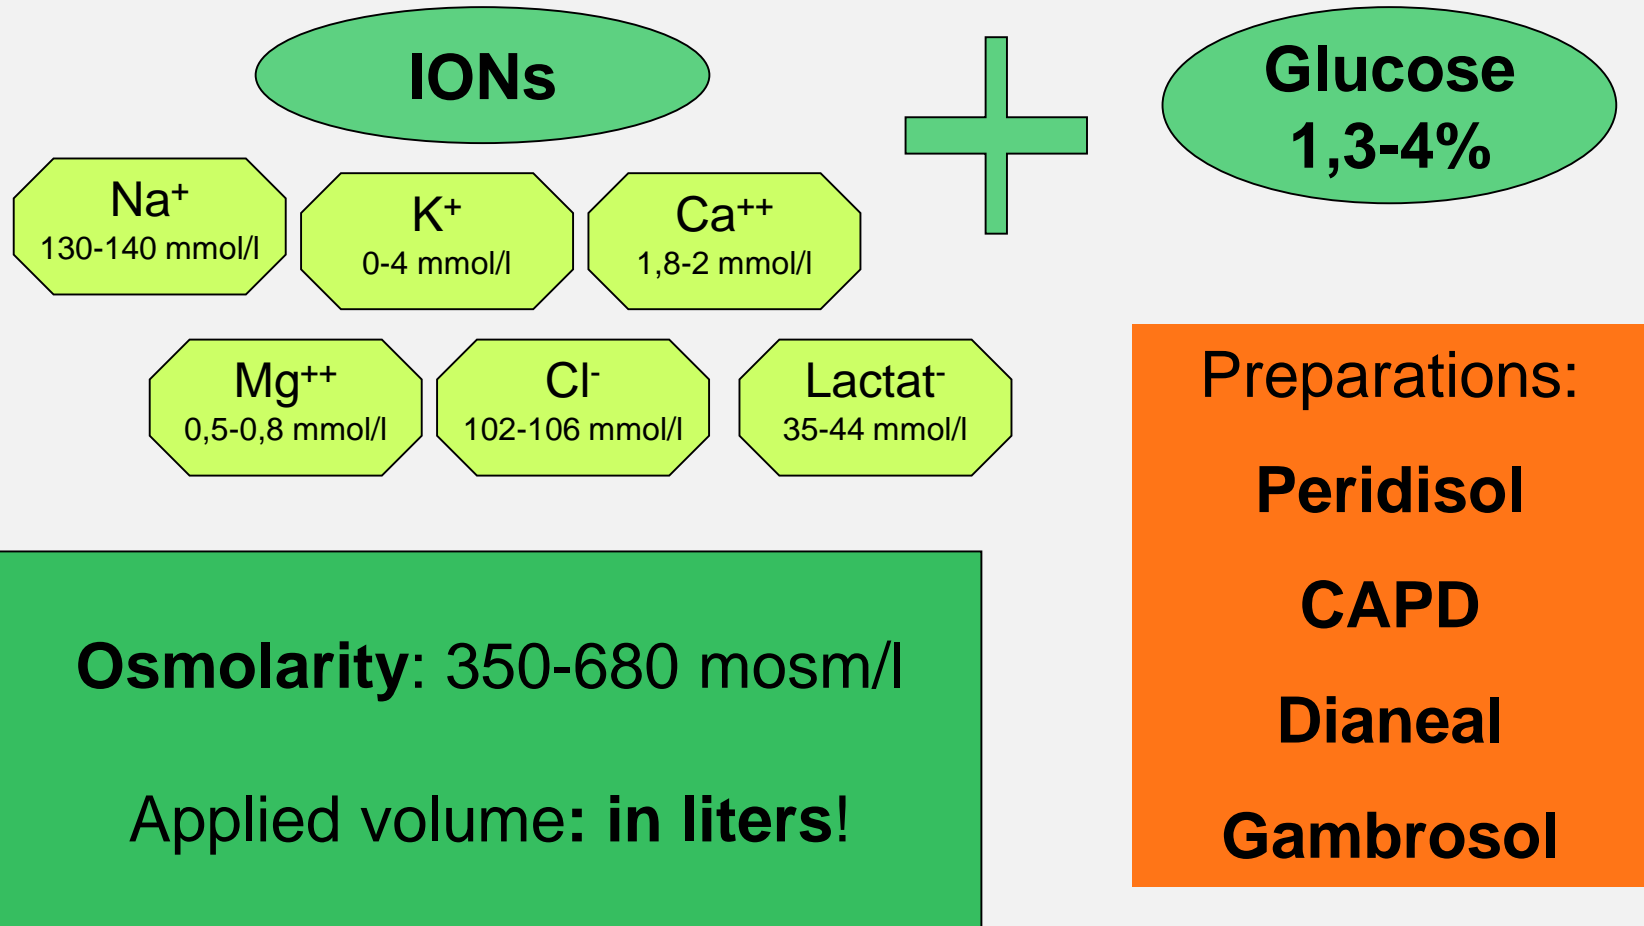 IONs
Glucose
1,3-4%
Na⁺
130-140 mmol/l
K⁺
0-4 mmol/l
Ca⁺⁺
1,8-2 mmol/l
Mg⁺⁺
0,5-0,8 mmol/l
Cl⁻
102-106 mmol/l
Lactat⁻
35-44 mmol/l
Preparations:
Peridisol
CAPD
Dianeal
Gambrosol
Osmolarity: 350-680 mosm/l
Applied volume: in liters!